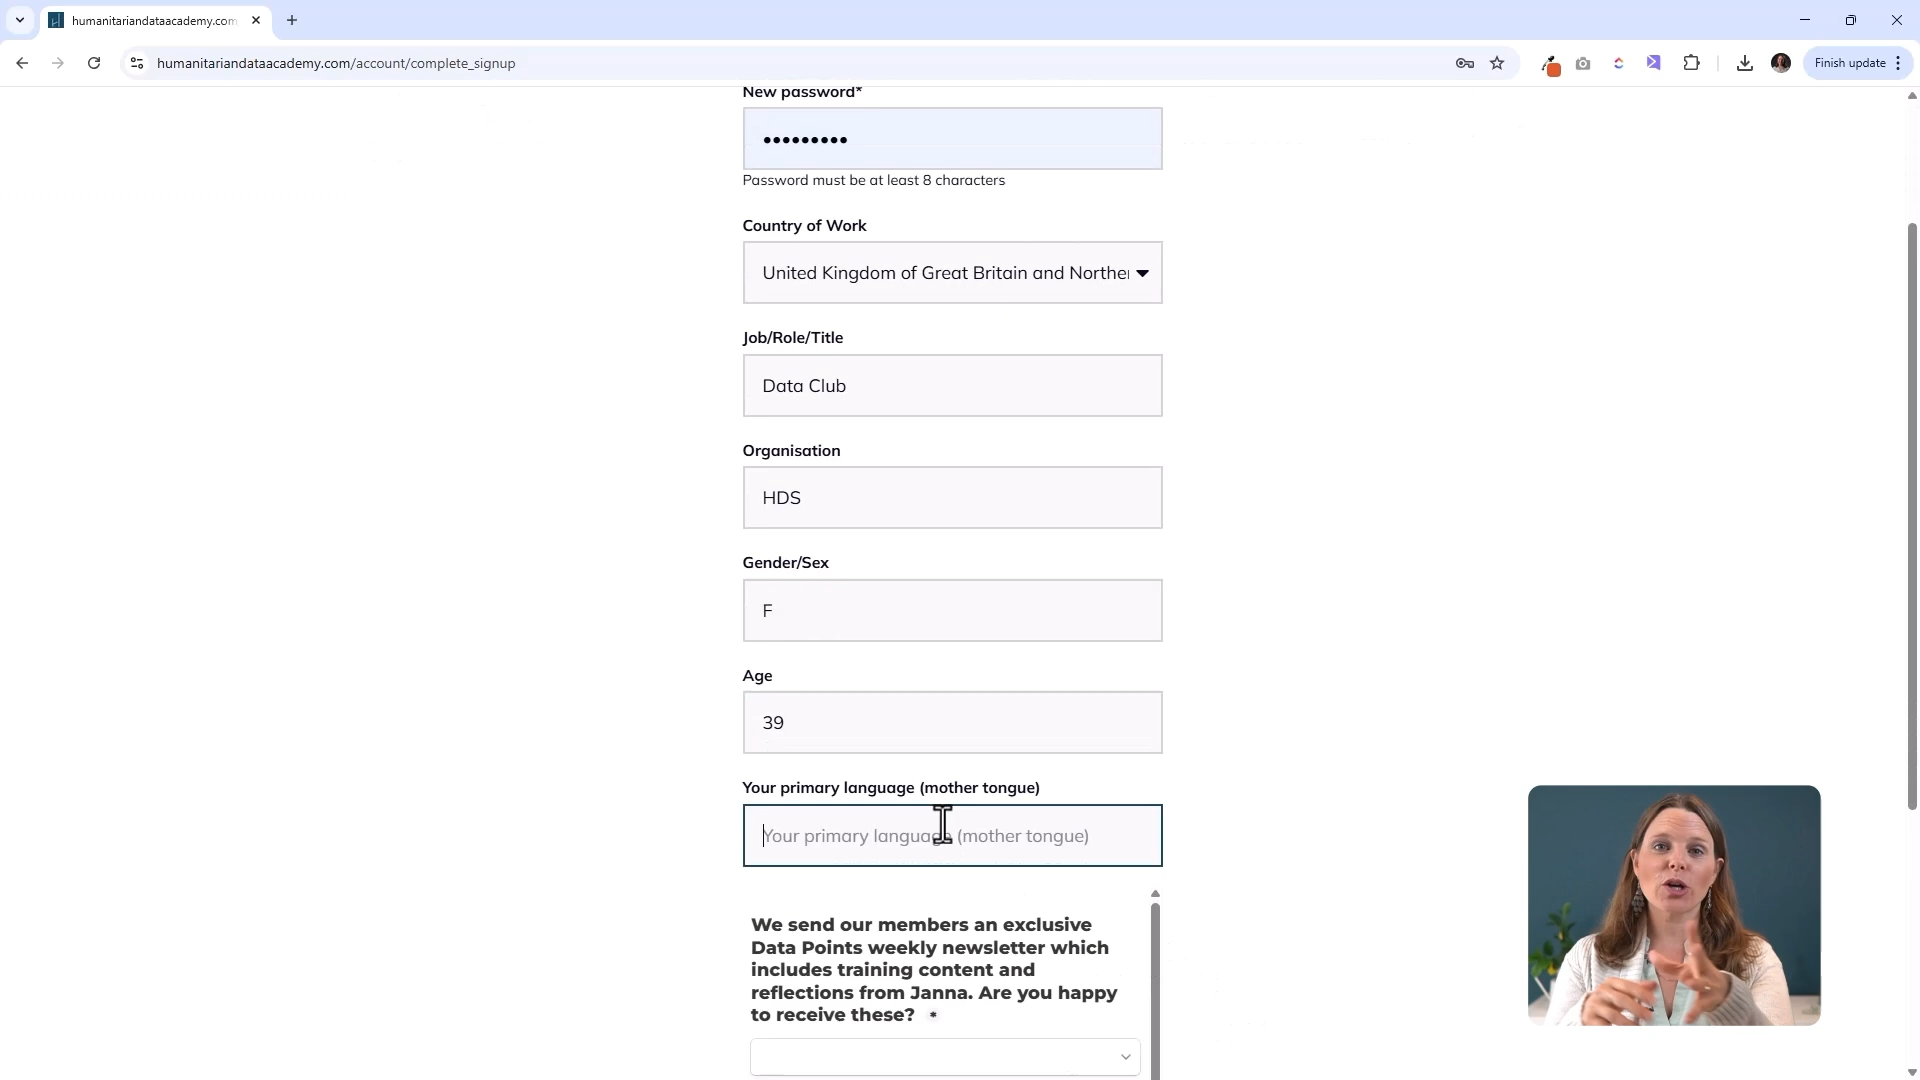 humanitariandataacademy.com
humanitariandataacademy.com/account/complete_signup
Finish update
New password*
Password must be at least 8 characters
Country of Work
United Kingdom of Great Britain and Norther
Job/Role/Title
Data Club
Organisation
HDS
Gender/Sex
F
Age
39
Your primary language (mother tongue)
Your primary language (mother tongue)
We send our members an exclusive
Data Points weekly newsletter which
includes training content and
reflections from Janna. Are you happy
to receive these? *